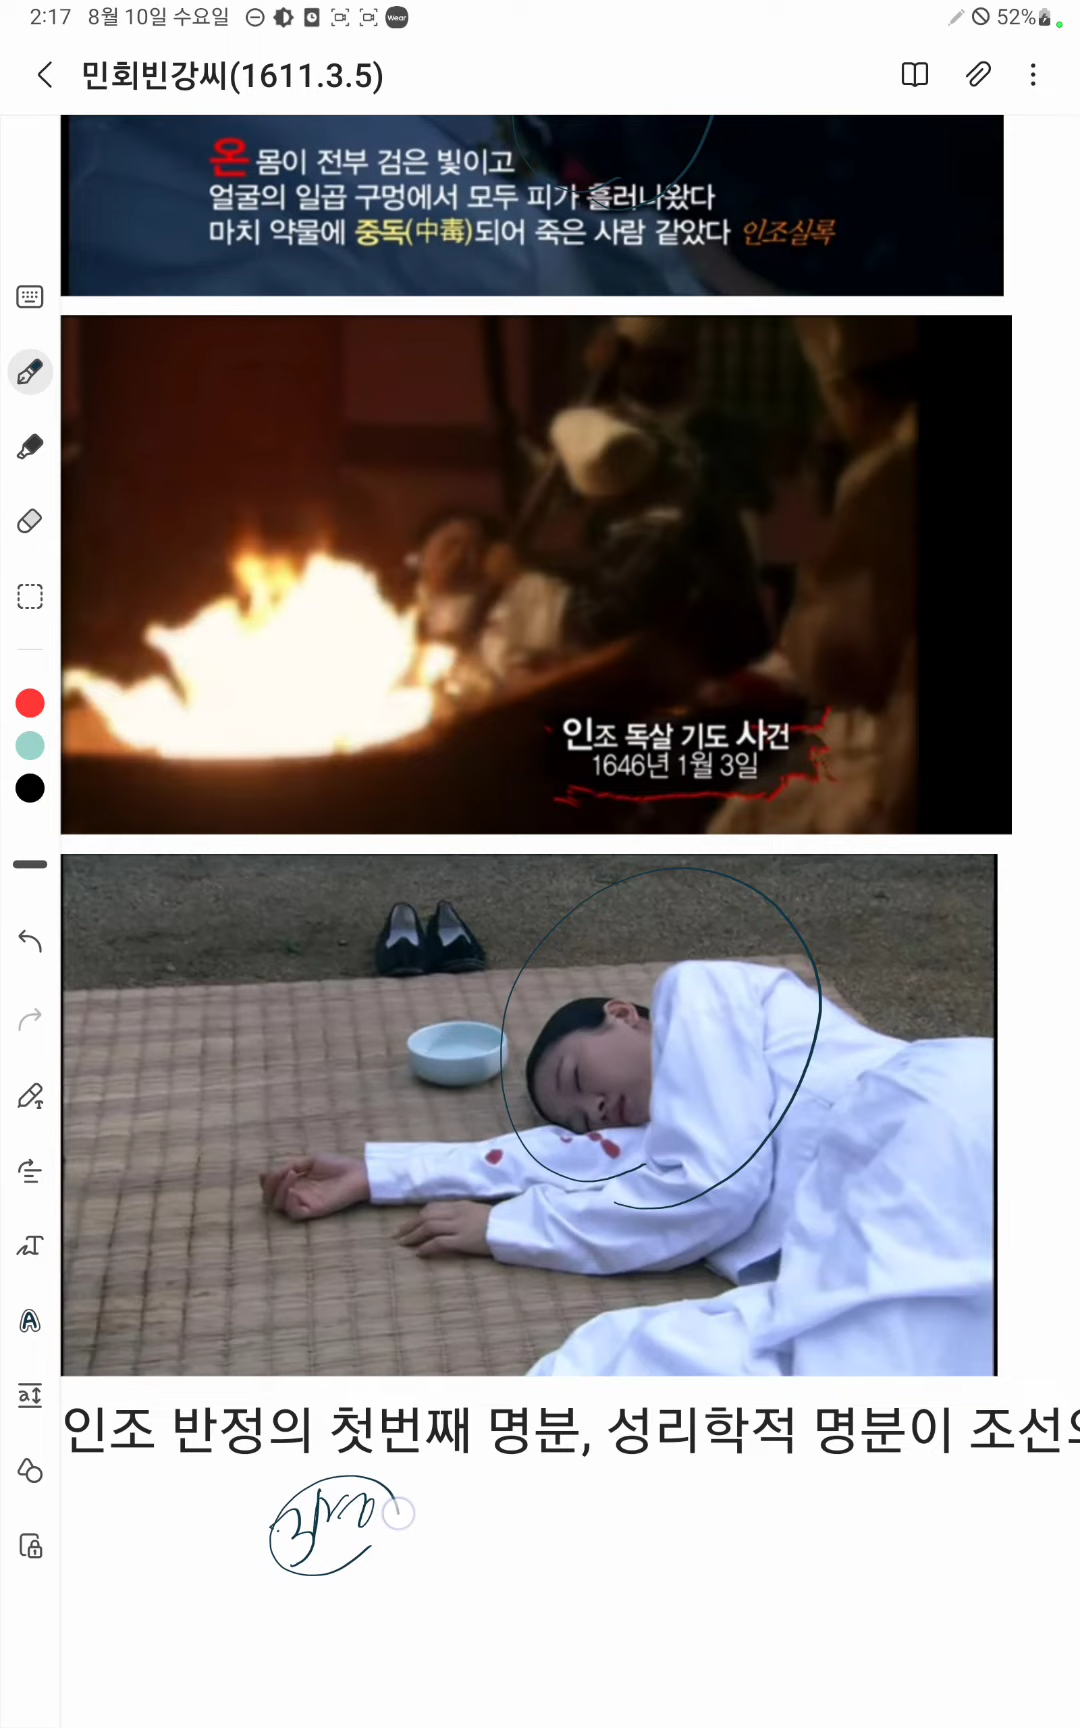 2:17 8월 10일 수요일 Wear 52%
민회빈강씨(1611.3.5)
온 몸이 전부 검은 빛이고
얼굴의 일곱 구멍에서 모두 피가 흘러나왔다
마치 약물에 중독(中毒)되어 죽은 사람 같았다 인조실록
인조 독살 기도 사건
1646년 1월 3일
인조 반정의 첫번째 명분, 성리학적 명분이 조선으